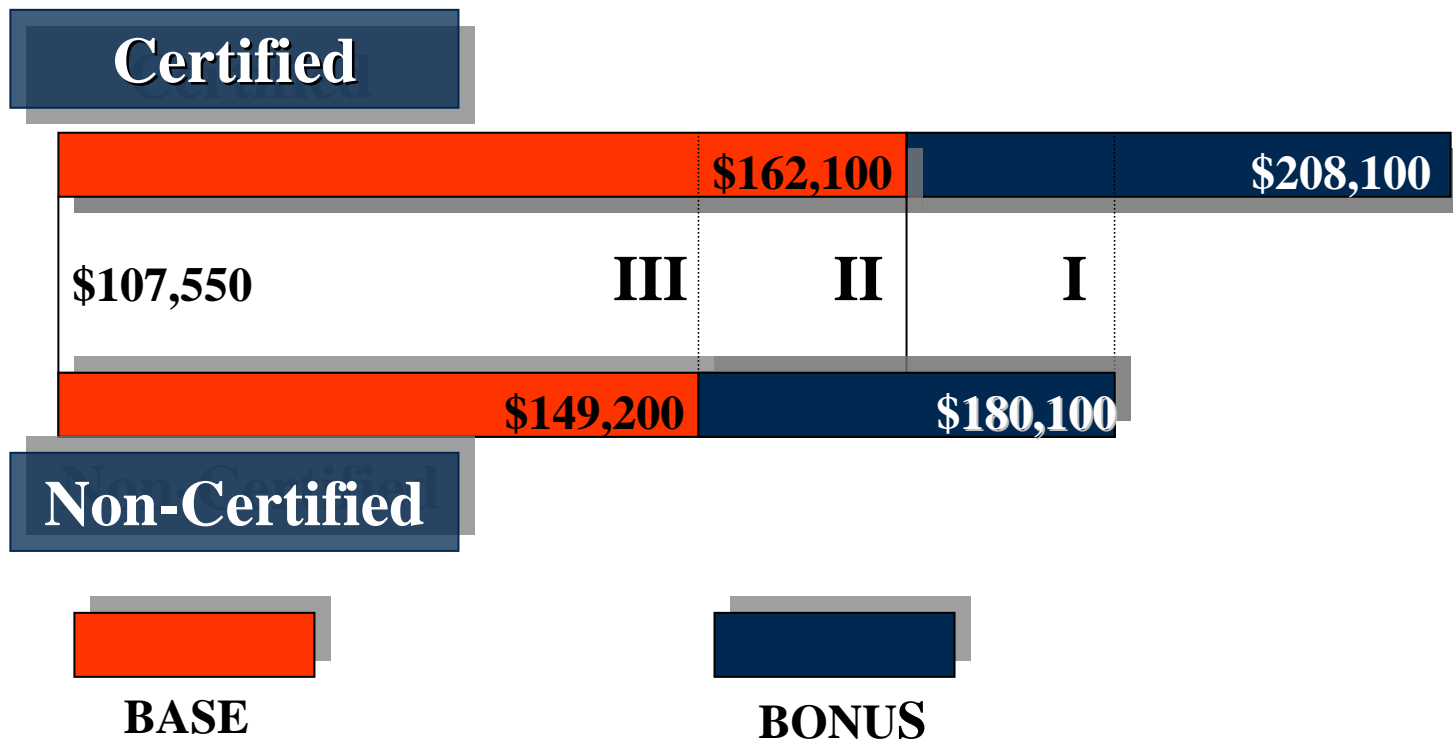 Certified
$162,100 $208,100
$107,550 III II I
$149,200 $180,100
Non-Certified
BASE BONUS